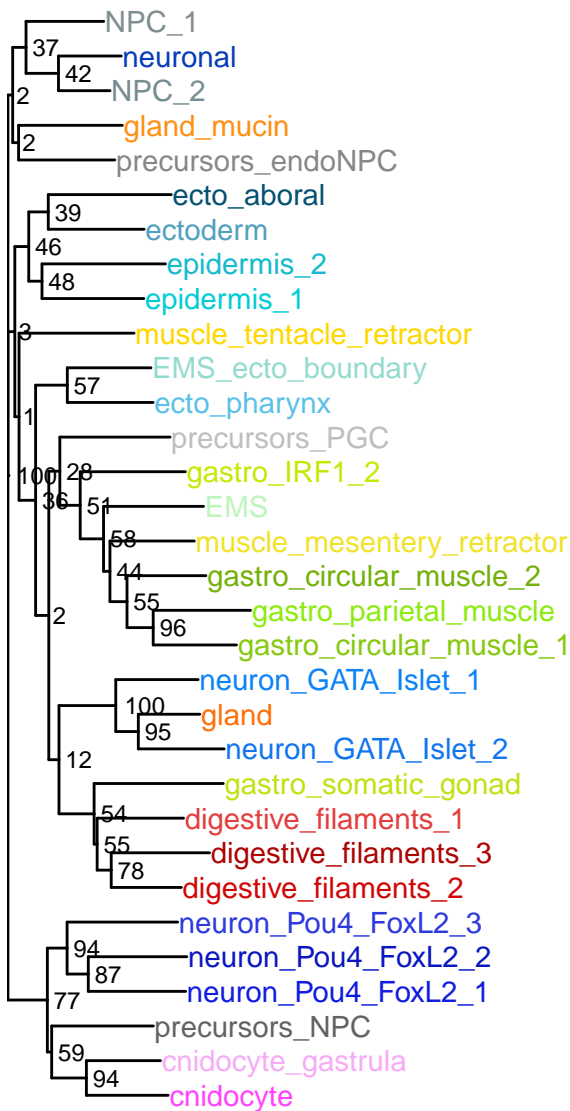 NPC_1
37
neuronal
42
NPC_2
2
gland_mucin
2
precursors_endoNPC
ecto_aboral
39
ectoderm
46
epidermis_2
48
epidermis_1
3
muscle_tentacle_retractor
EMS_ecto_boundary
57
ecto_pharynx
1
precursors_PGC
100
28
gastro_IRF1_2
36
51
EMS
58
muscle_mesentery_retractor
44
gastro_circular_muscle_2
55
gastro_parietal_muscle
2
96
gastro_circular_muscle_1
neuron_GATA_Islet_1
100
gland
95
neuron_GATA_Islet_2
12
gastro_somatic_gonad
54
digestive_filaments_1
55
digestive_filaments_3
78
digestive_filaments_2
neuron_Pou4_FoxL2_3
94
neuron_Pou4_FoxL2_2
87
neuron_Pou4_FoxL2_1
77
precursors_NPC
59
cnidocyte_gastrula
94
cnidocyte